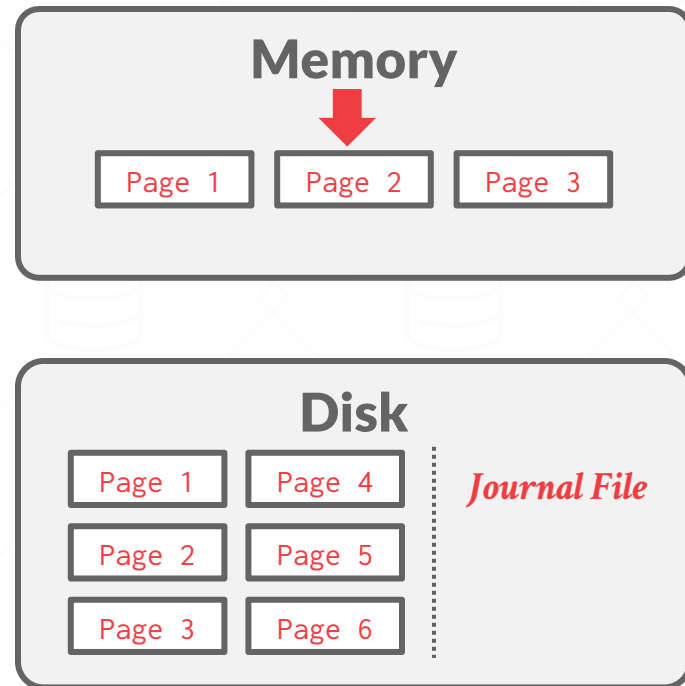 Memory
Page 1 Page 2 Page 3
Disk
Page 1 Page 4
Journal File
Page 2 Page 5
Page 3 Page 6